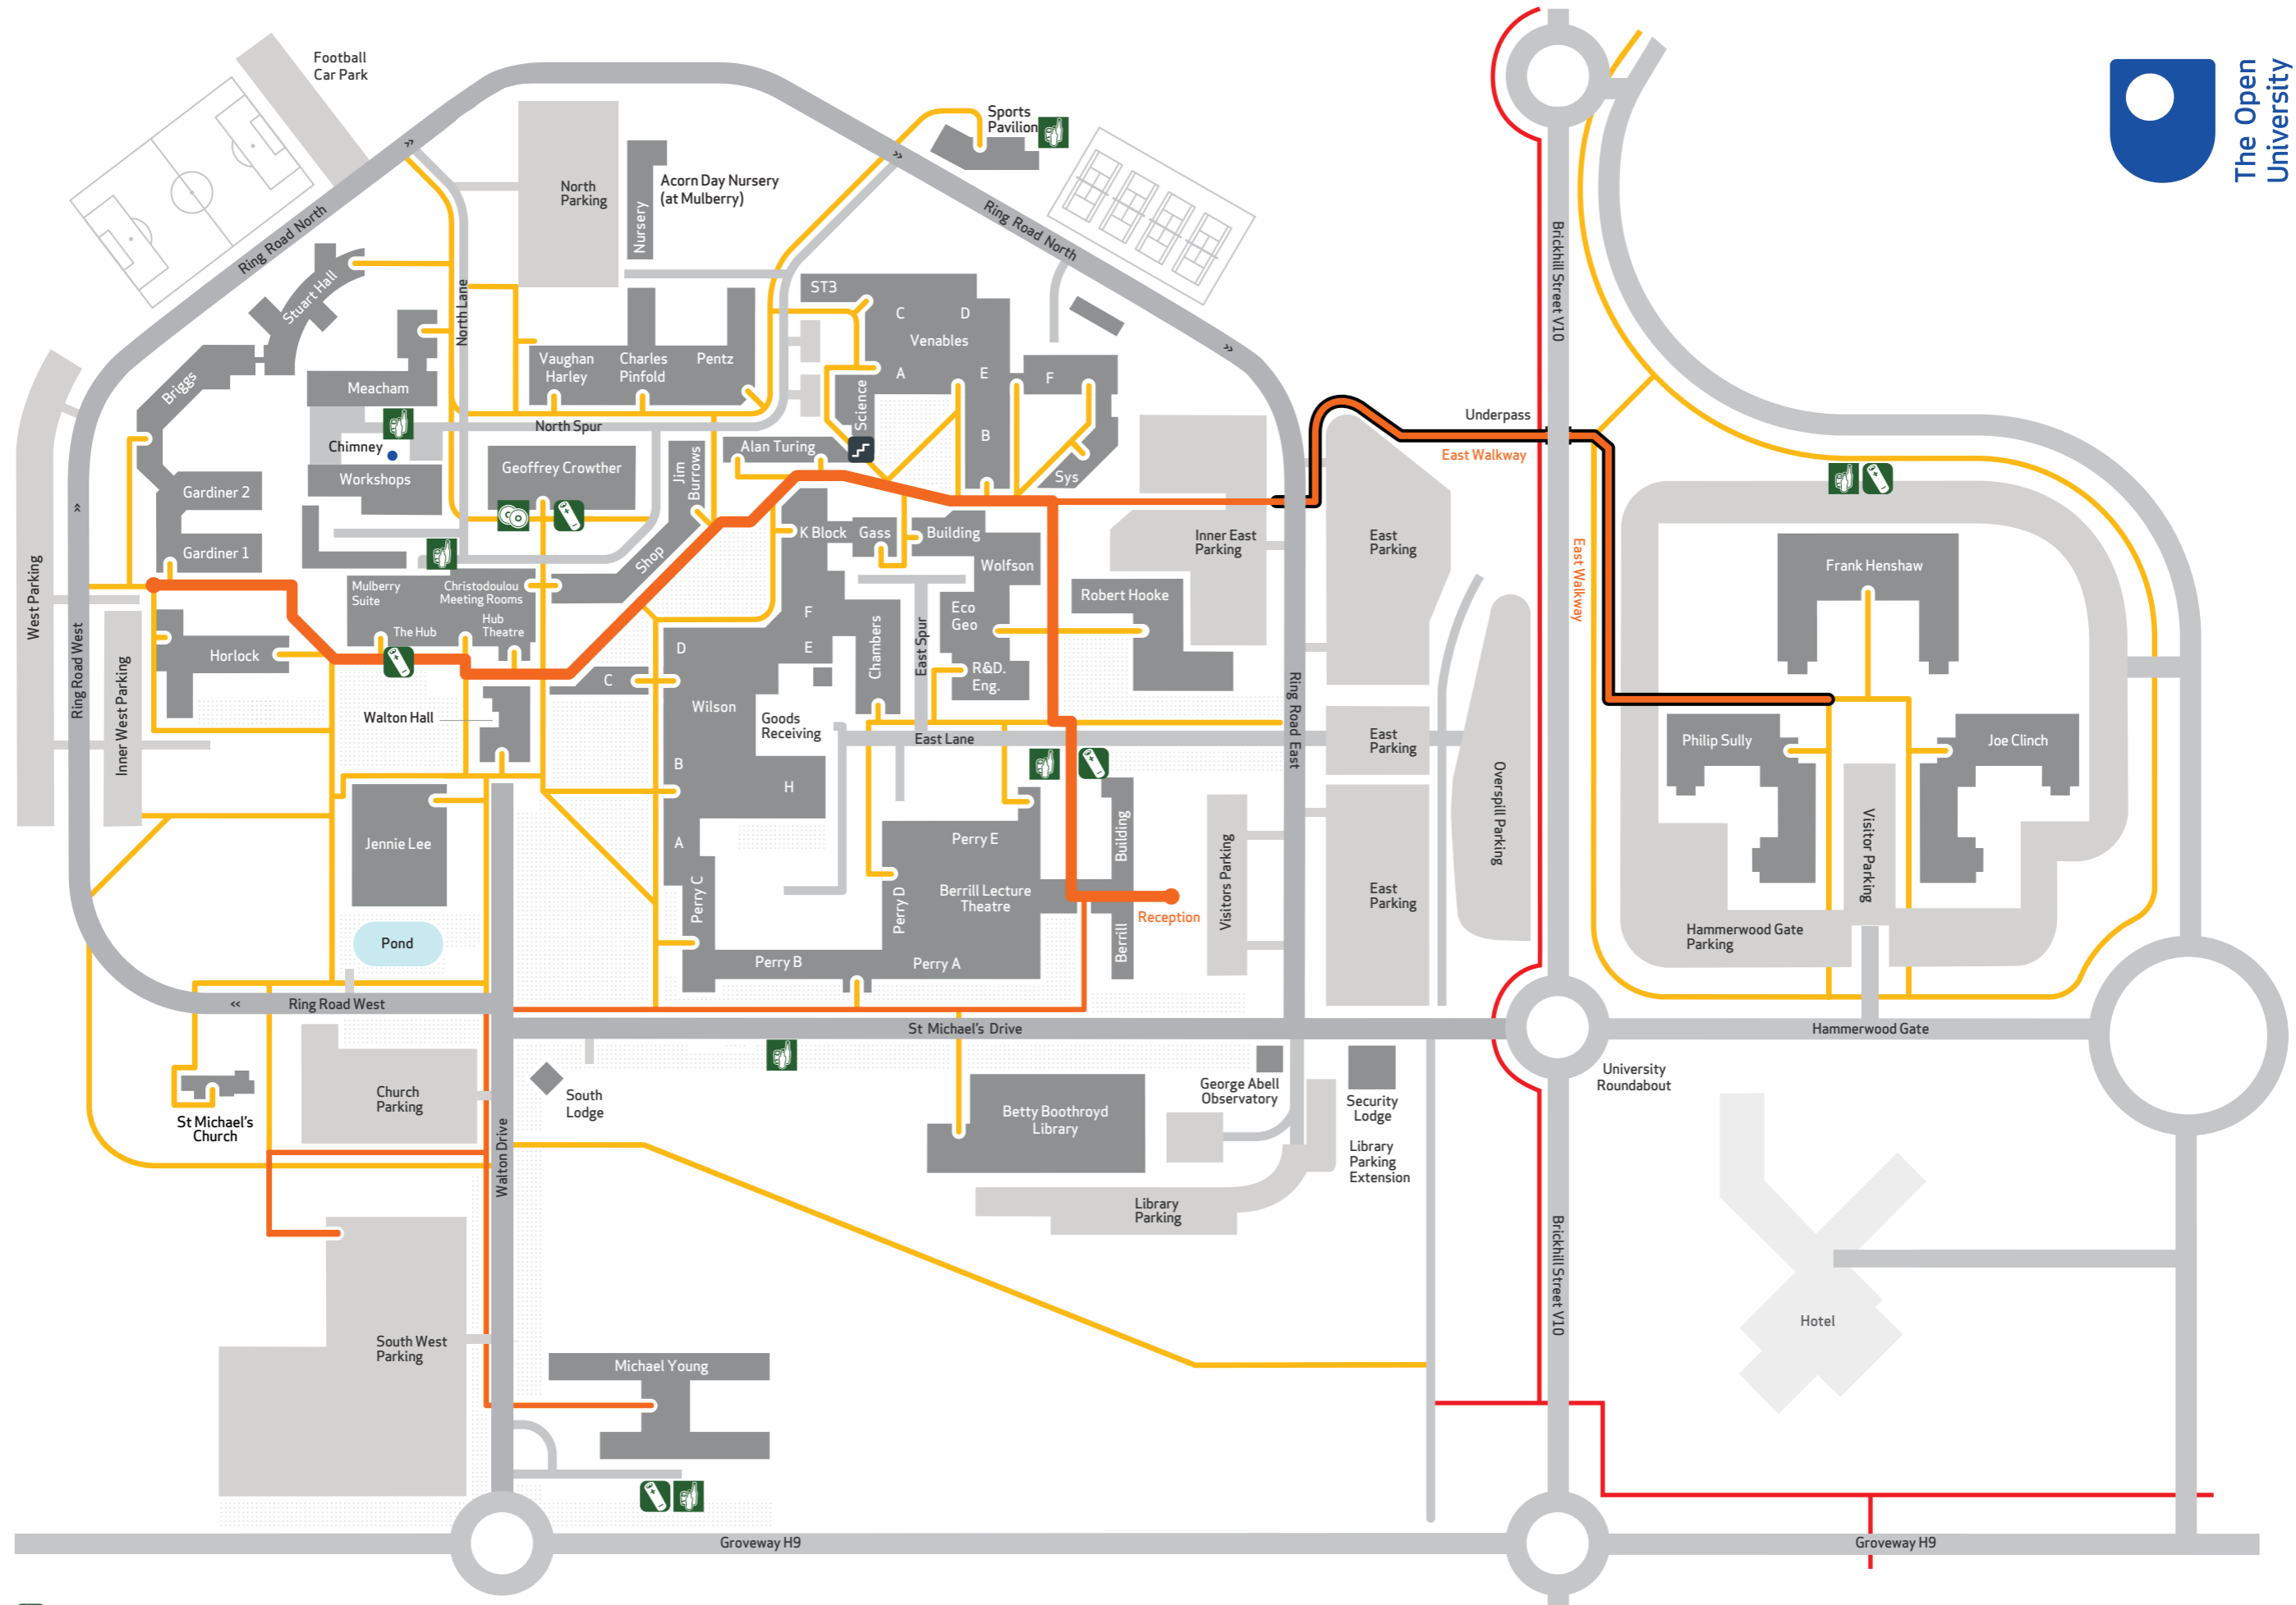 Football
Car Park
The Open
University
Sports
Pavilion
North
Parking
Nursery
Acorn Day Nursery
(at Mulberry)
Ring Road North
Ring Road North
Brickhill Street V10
Stuart Hall
North Lane
ST3
C
D
Venables
A
E
F
B
Vaughan
Harley
Charles
Pinfold
Pentz
Science
Briggs
Meacham
Chimney
North Spur
Underpass
East Walkway
Alan Turing
Geoffrey Crowther
Jim
Burrows
Sys
Workshops
Gardiner 2
Gardiner 1
K Block
Gass
Building
Wolfson
Inner East
Parking
East
Parking
East Walkway
Frank Henshaw
Shop
West Parking
Mulberry
Suite
Christodoulou
Meeting Rooms
Hub
Theatre
The Hub
Robert Hooke
Eco
Geo
F
E
D
Chambers
East Spur
R&D.
Eng.
Horlock
Ring Road West
Inner West Parking
C
Wilson
Walton Hall
Goods
Receiving
East Lane
Ring Road East
East
Parking
Philip Sully
Joe Clinch
B
H
A
Overspill Parking
Visitor Parking
Jennie Lee
Perry C
Perry E
Perry D
Berrill Lecture
Theatre
Building
Berrill
Reception
Visitors Parking
East
Parking
Pond
Perry B
Perry A
Hammerwood Gate
Parking
Ring Road West
St Michael's Drive
Hammerwood Gate
University
Roundabout
Church
Parking
South
Lodge
St Michael's
Church
Walton Drive
Betty Boothroyd
Library
George Abell
Observatory
Security
Lodge
Library
Parking
Extension
Library
Parking
Brickhill Street V10
Hotel
South West
Parking
Michael Young
Groveway H9
Groveway H9